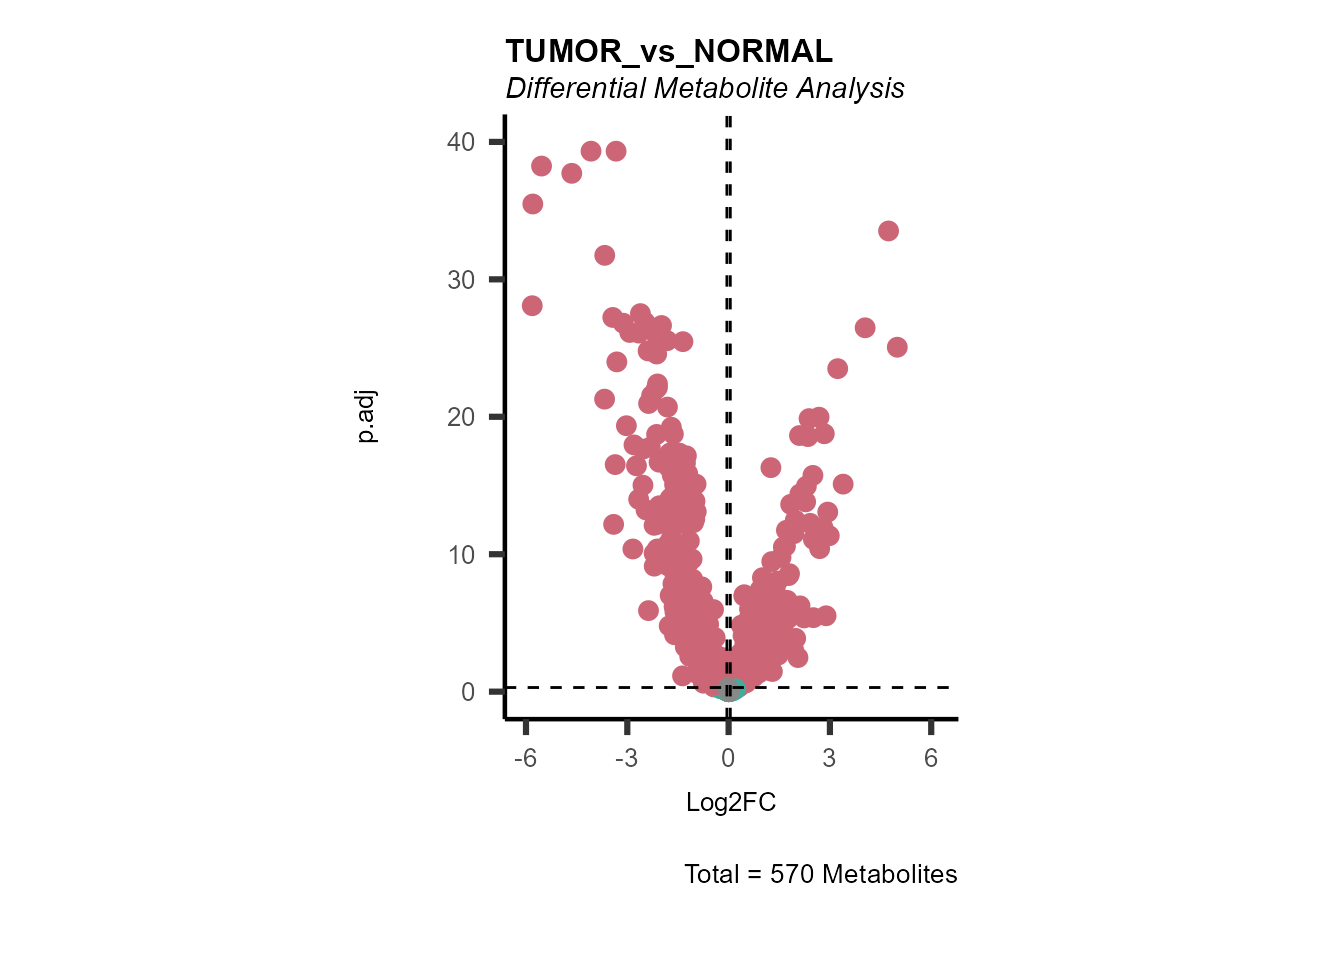 TUMOR_vs_NORMAL
Differential Metabolite Analysis
40
30
20
10
0
p.adj
-6 -3 0 3 6
Log2FC
Total = 570 Metabolites